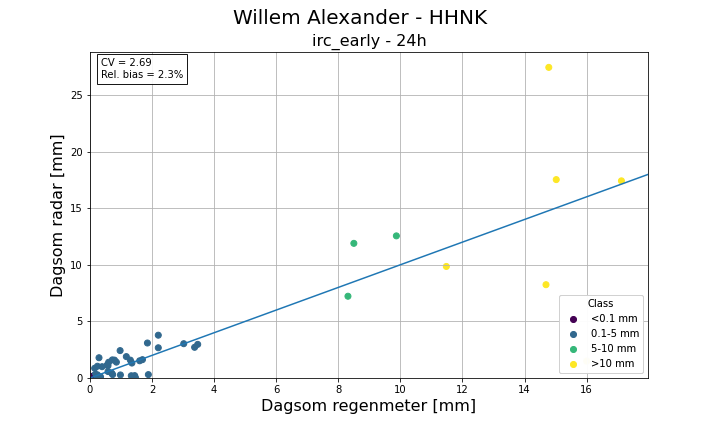 Willem Alexander - HHNK
irc_early - 24h
CV = 2.69
Rel. bias = 2.3%
Dagsom radar [mm]
25
20
15
10
5
0
0 2 4 6 8 10 12 14 16
Dagsom regenmeter [mm]
Class
<0.1 mm
0.1-5 mm
5-10 mm
>10 mm